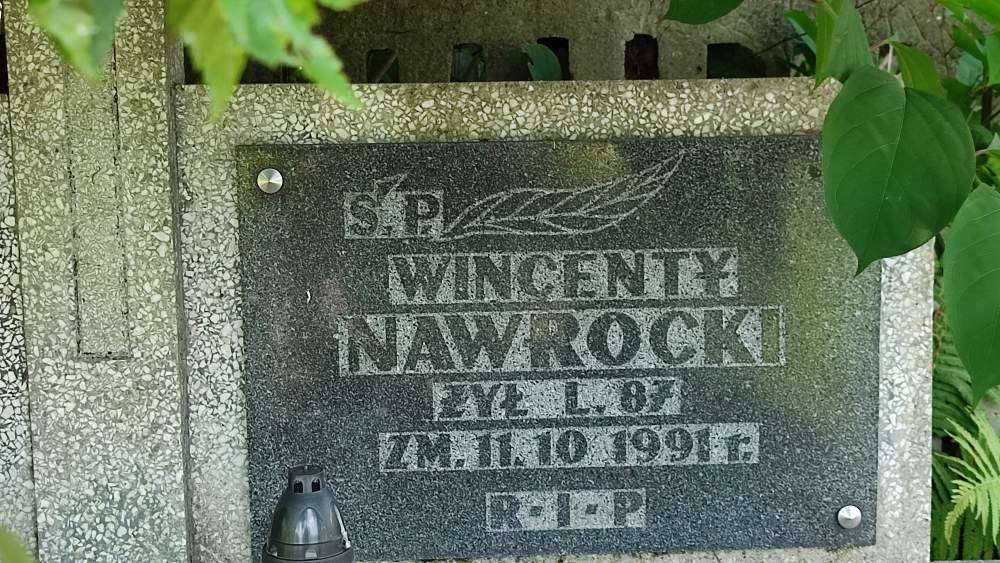 Ś.P.
WINCENTY
NAWROCKI
ŻYŁ L. 87
ZM. 11.10 1991 r.
R-I-P